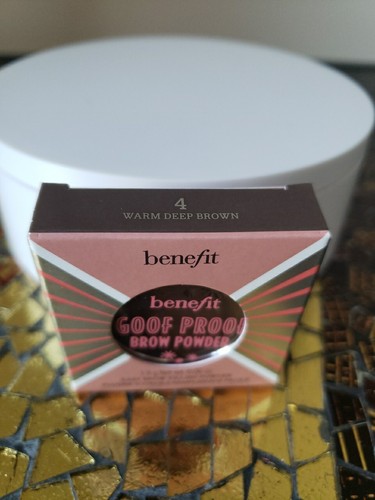 4
WARM DEEP BROWN
benefit
benefit
GOOF PROOF
BROW POWDER